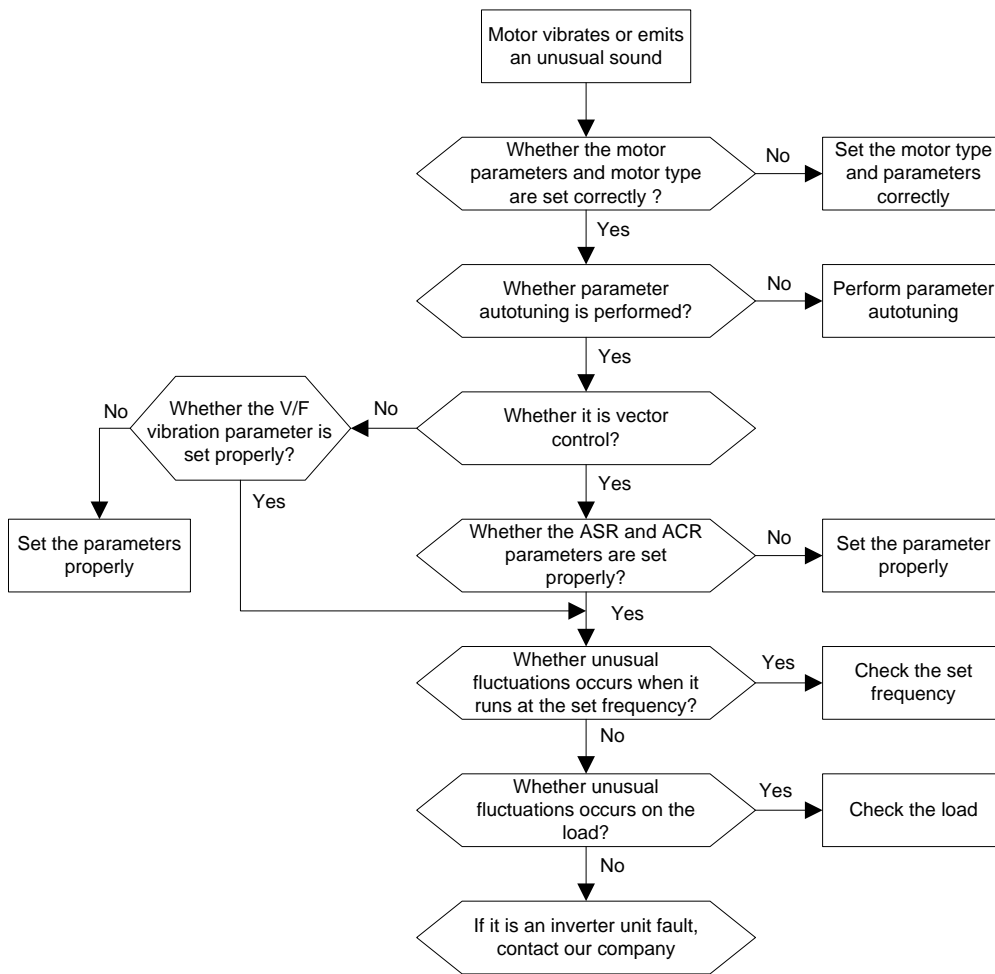 Motor vibrates or emits
an unusual sound
Whether the motor
parameters and motor type
are set correctly ?
No
Set the motor type
and parameters
correctly
Yes
Whether parameter
autotuning is performed?
No
Perform parameter
autotuning
Yes
Whether it is vector
control?
No
Whether the V/F
vibration parameter is
set properly?
No
Set the parameters
properly
Yes
Yes
Whether the ASR and ACR
parameters are set
properly?
No
Set the parameter
properly
Yes
Whether unusual
fluctuations occurs when it
runs at the set frequency?
Yes
Check the set
frequency
No
Whether unusual
fluctuations occurs on the
load?
Yes
Check the load
No
If it is an inverter unit fault,
contact our company